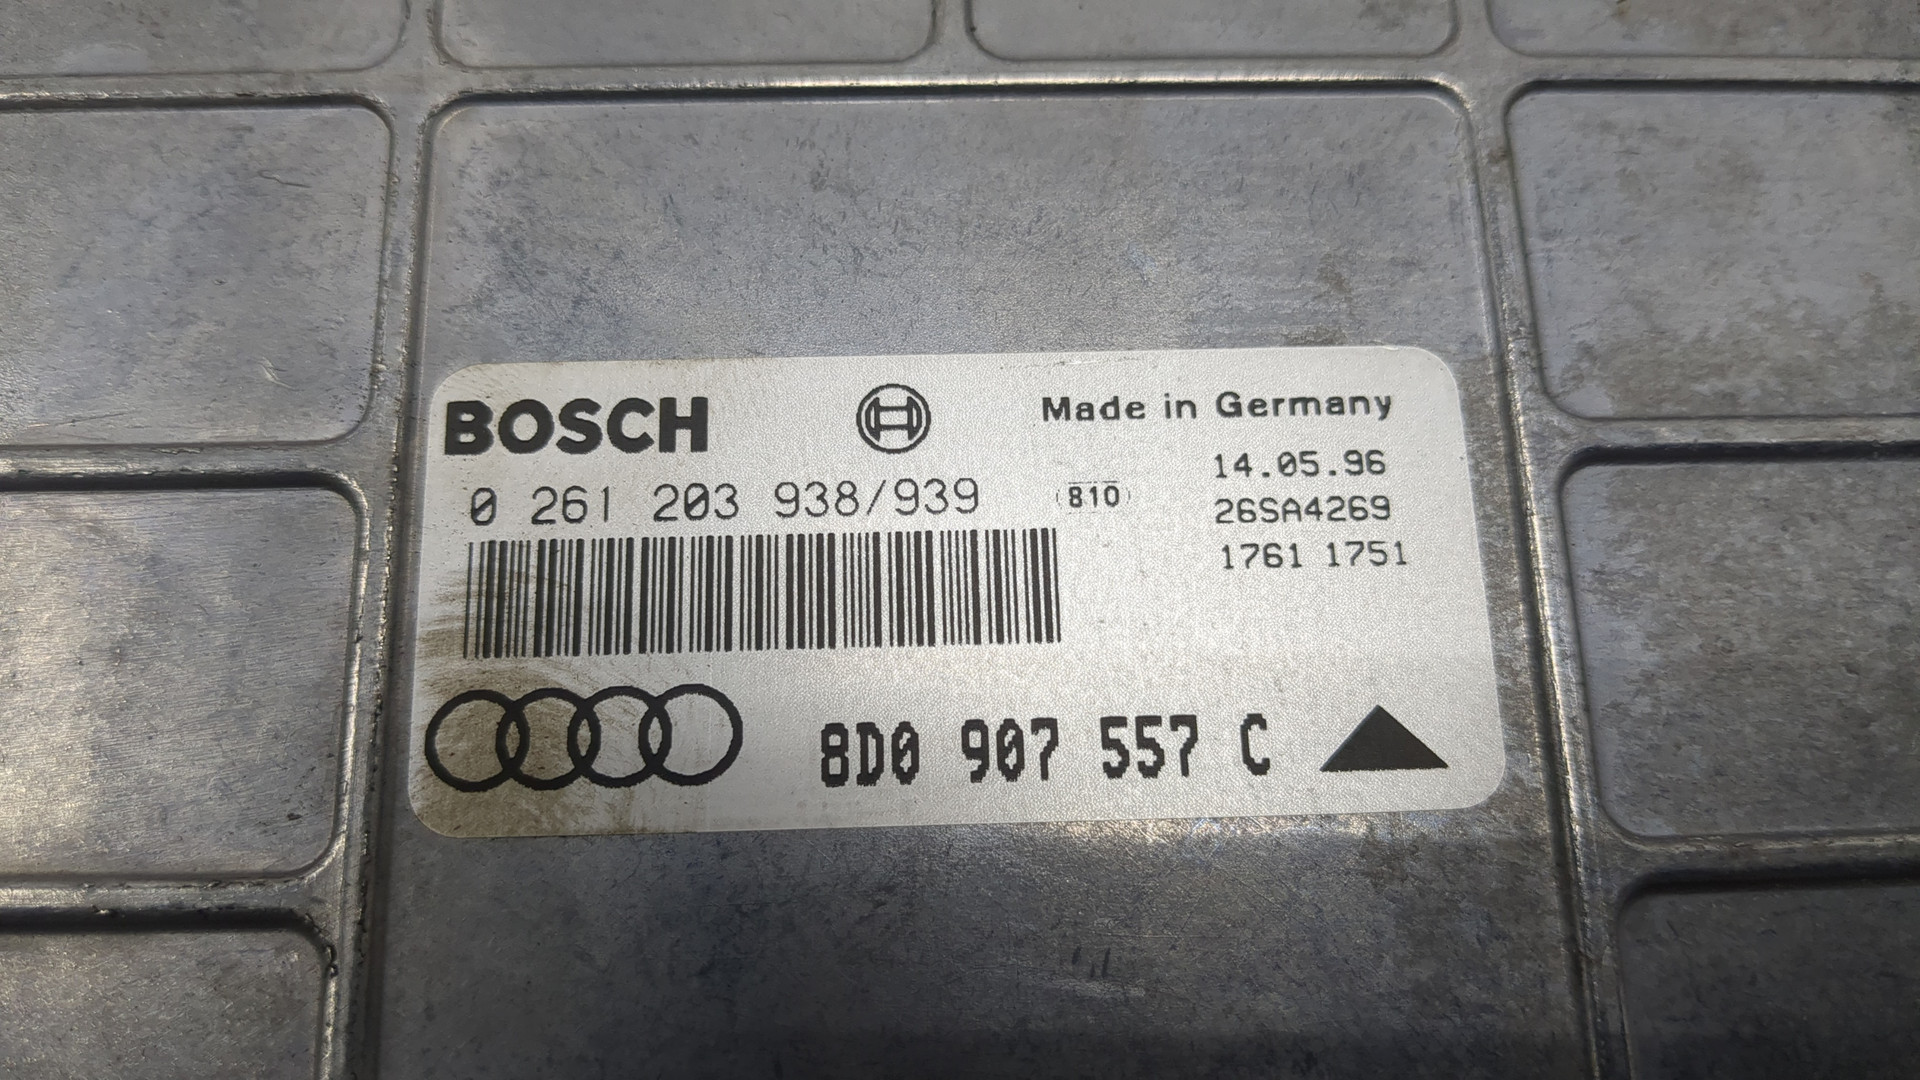 BOSCH
Made in Germany
14.05.96
0 261 203 938/939
(810)
26SA4269
1761 1751
8D0 907 557 C